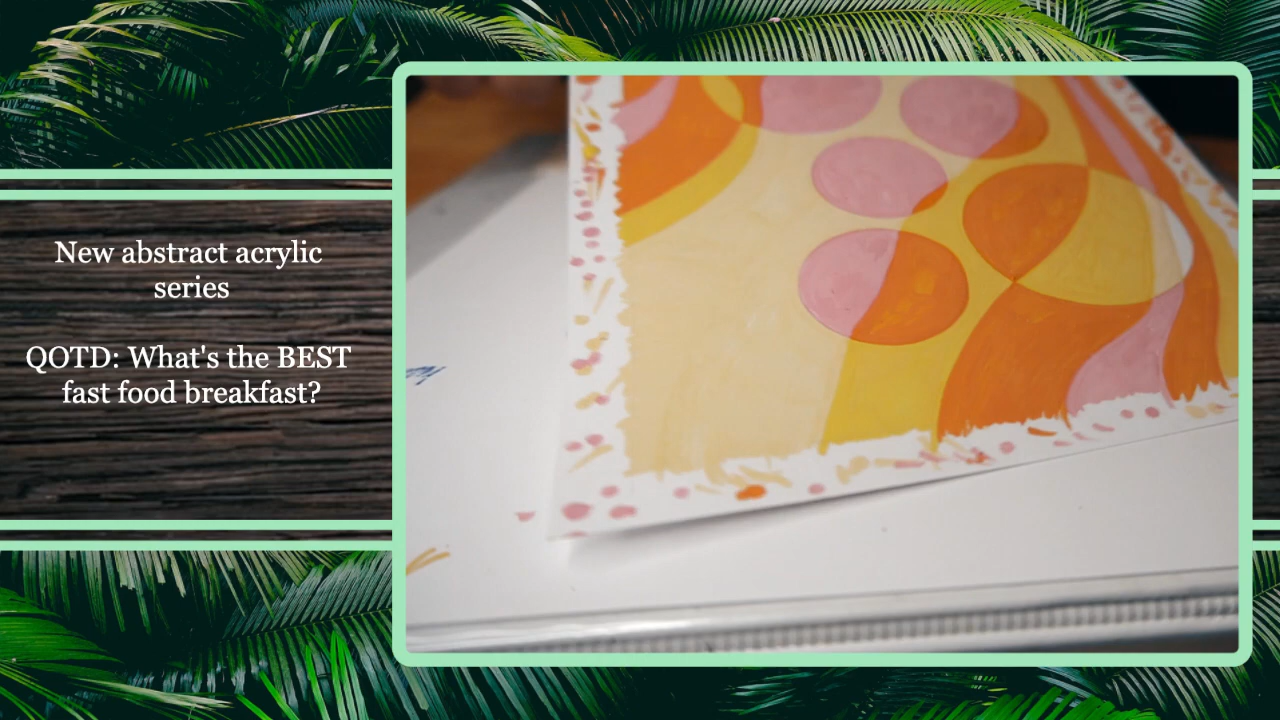 New abstract acrylic
series
QOTD: What's the BEST
fast food breakfast?